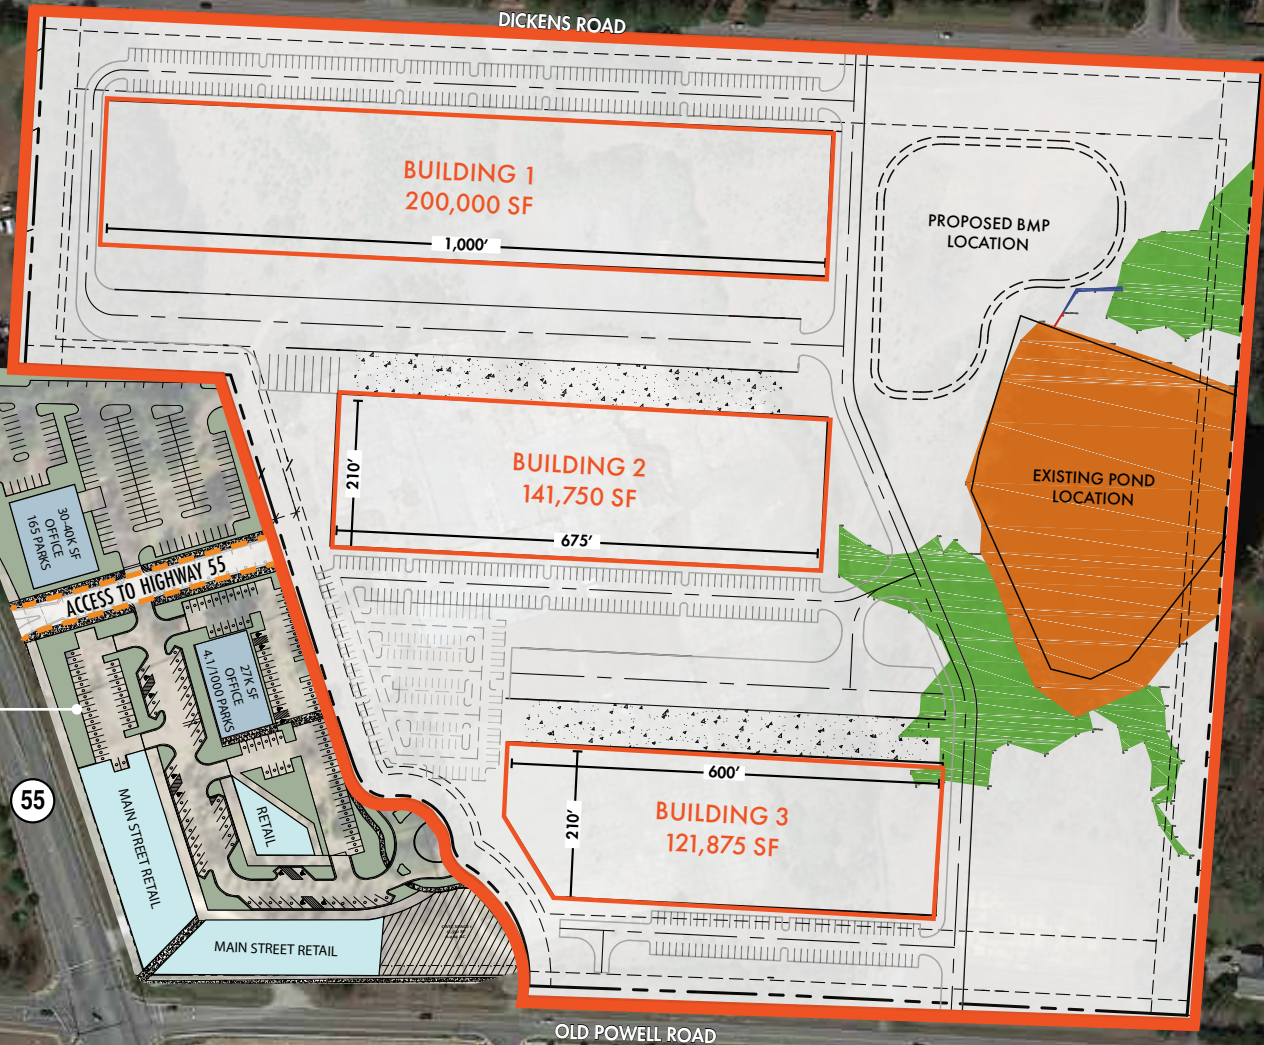 DICKENS ROAD
BUILDING 1
200,000 SF
1,000'
PROPOSED BMP
LOCATION
BUILDING 2
141,750 SF
210'
675'
EXISTING POND
LOCATION
30-40K SF
OFFICE
165 PARKS
ACCESS TO HIGHWAY 55
27K SF
OFFICE
4.1/1000 PARKS
55
MAIN STREET RETAIL
RETAIL
MAIN STREET RETAIL
600'
210'
BUILDING 3
121,875 SF
OLD POWELL ROAD